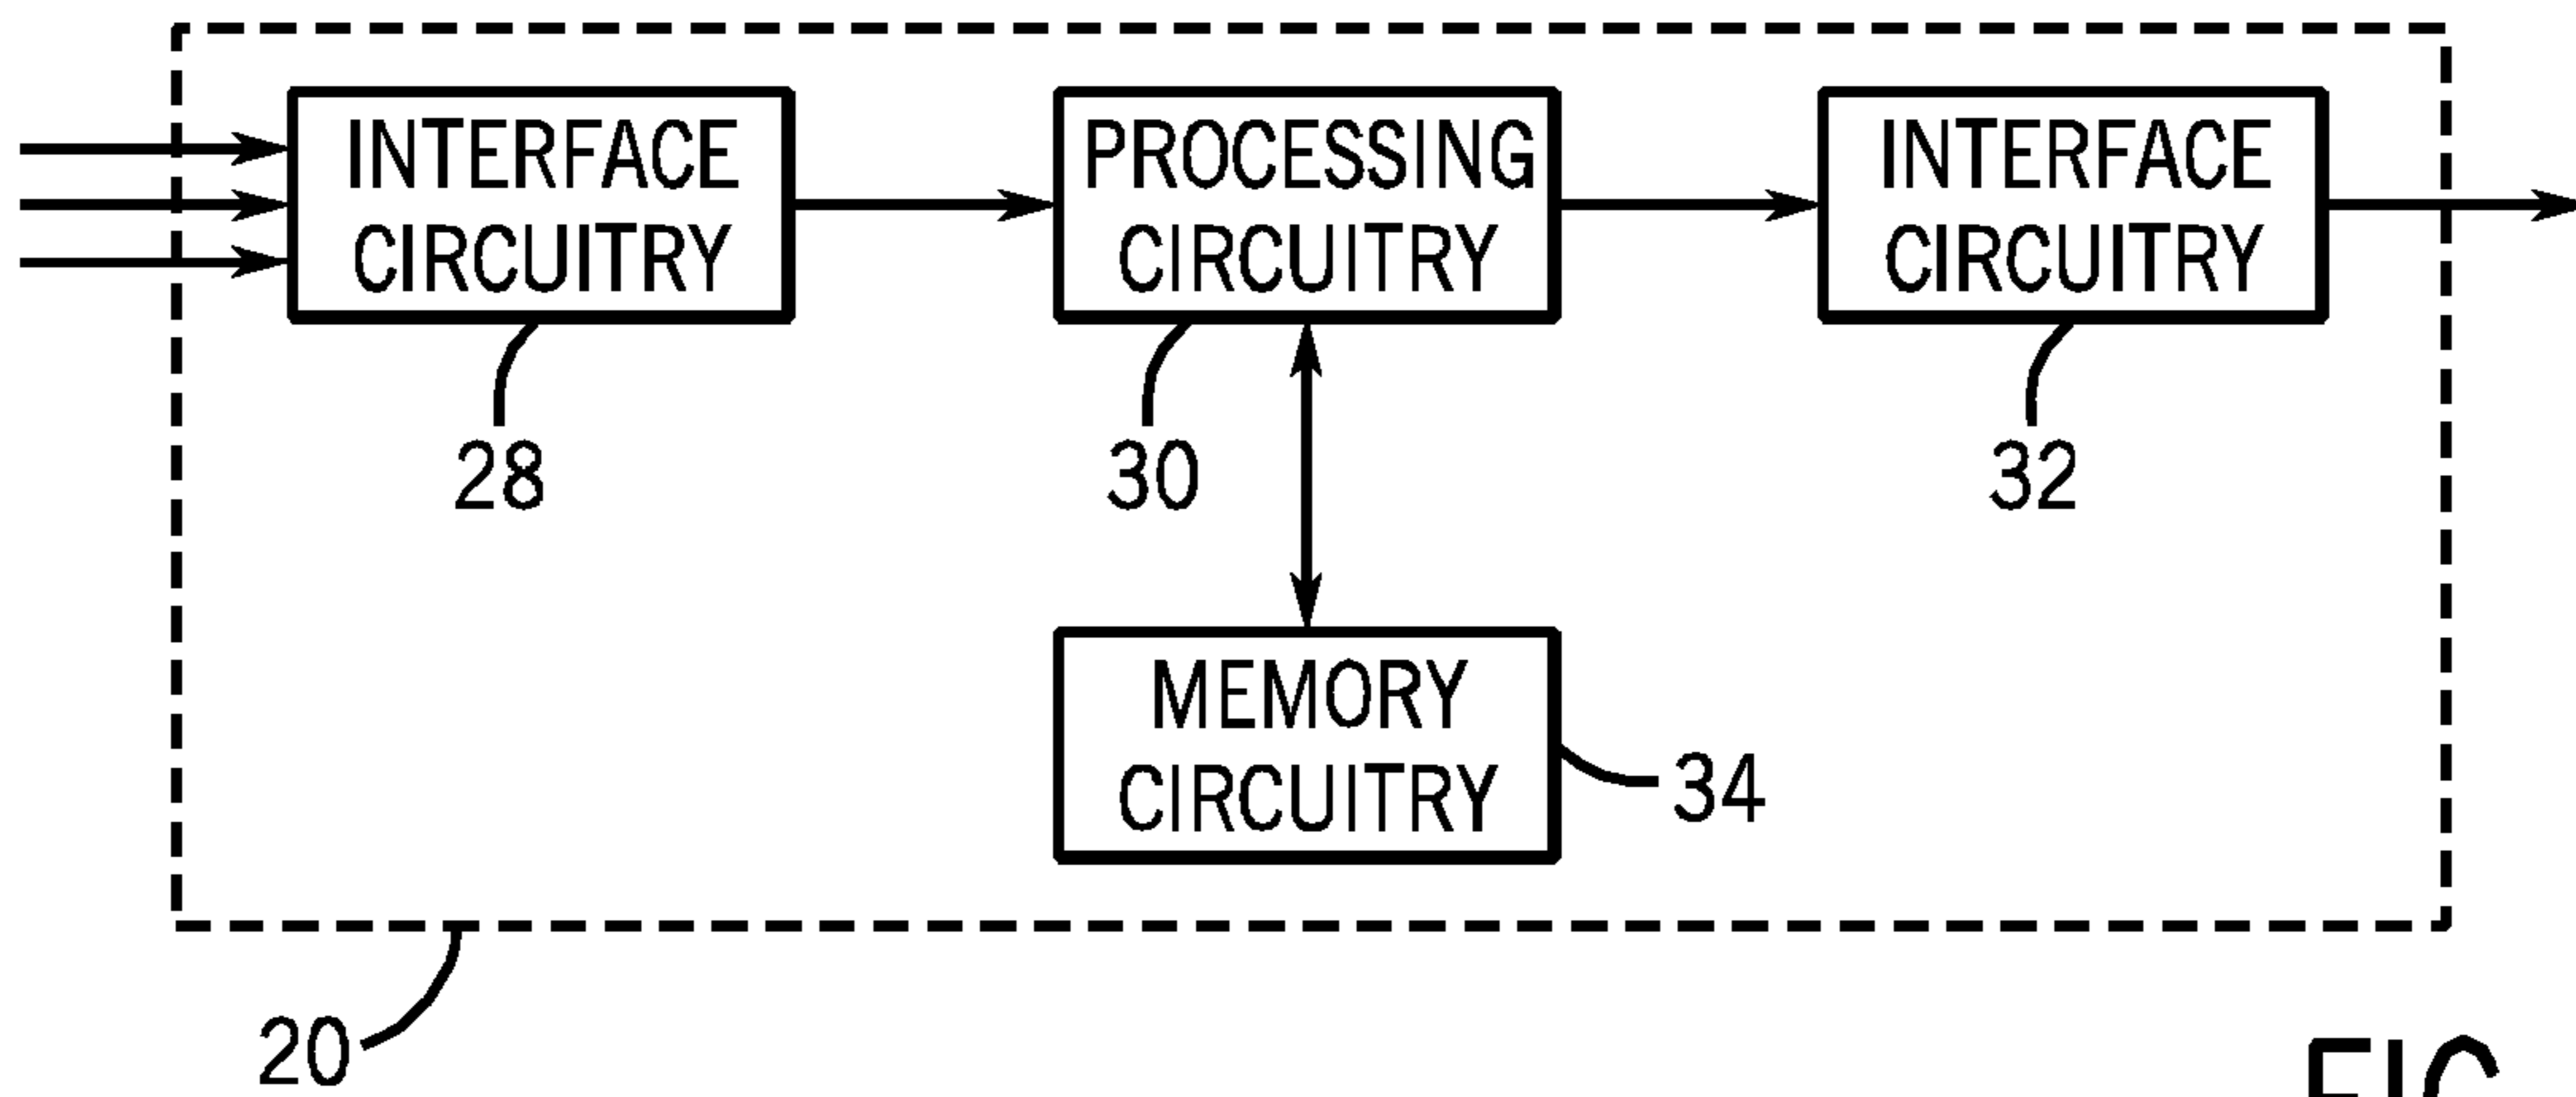 INTERFACE
CIRCUITRY
PROCESSING
CIRCUITRY
INTERFACE
CIRCUITRY
28
30
32
MEMORY
CIRCUITRY
34
20